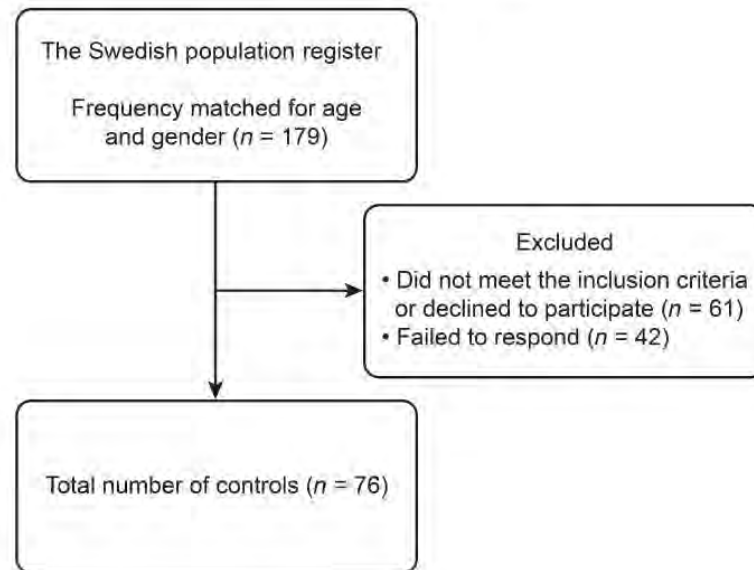 The Swedish population register
Frequency matched for age
and gender (n = 179)
Excluded
• Did not meet the inclusion criteria
or declined to participate (n = 61)
• Failed to respond (n = 42)
Total number of controls (n = 76)